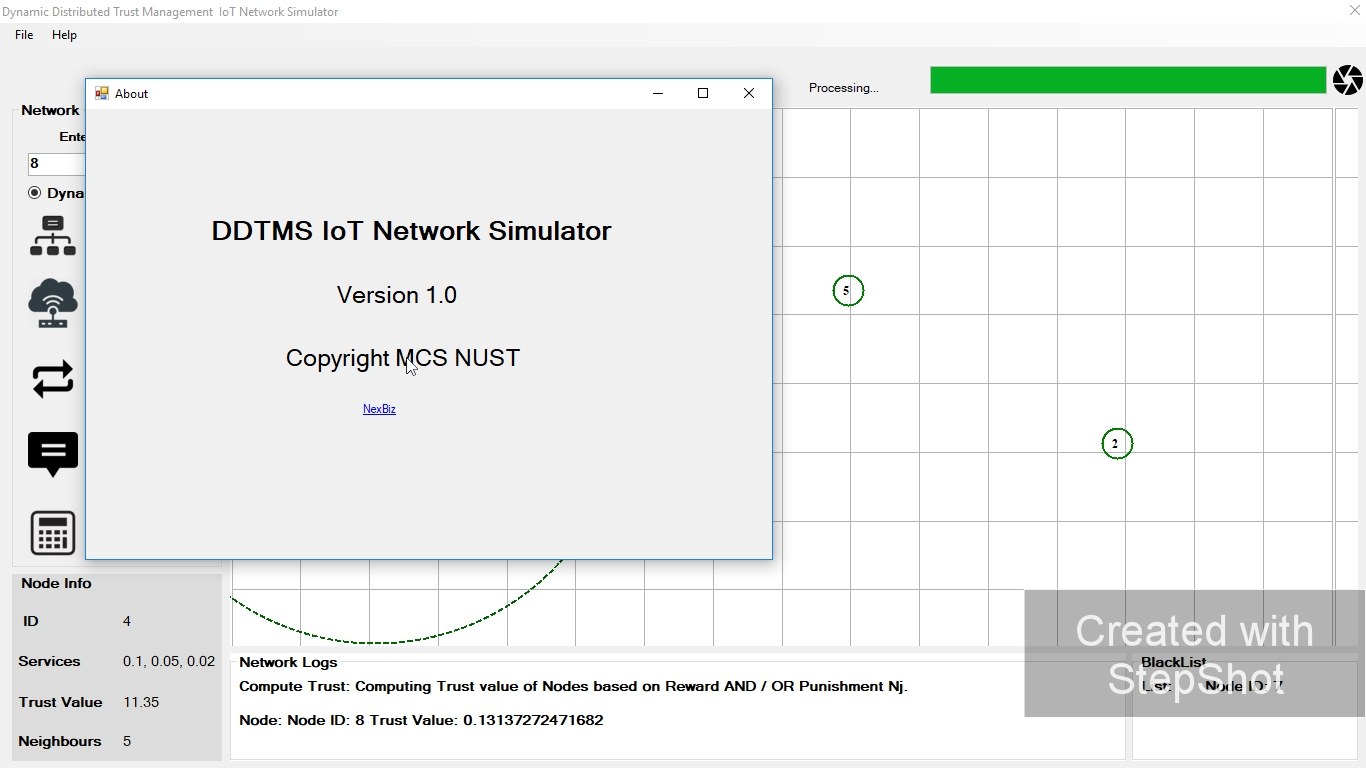 Dynamic Distributed Trust Management IoT Network Simulator
File Help
About
Processing...
Network
Ente
8
Dyna
DDTMS IoT Network Simulator
Version 1.0
Copyright MCS NUST
NexBiz
5
2
Node Info
ID 4
Services 0.1, 0.05, 0.02
Trust Value 11.35
Neighbours 5
Network Logs
Compute Trust: Computing Trust value of Nodes based on Reward AND / OR Punishment Nj.
Node: Node ID: 8 Trust Value: 0.13137272471682
BlackList
List: Node ID: 7
Created with
StepShot